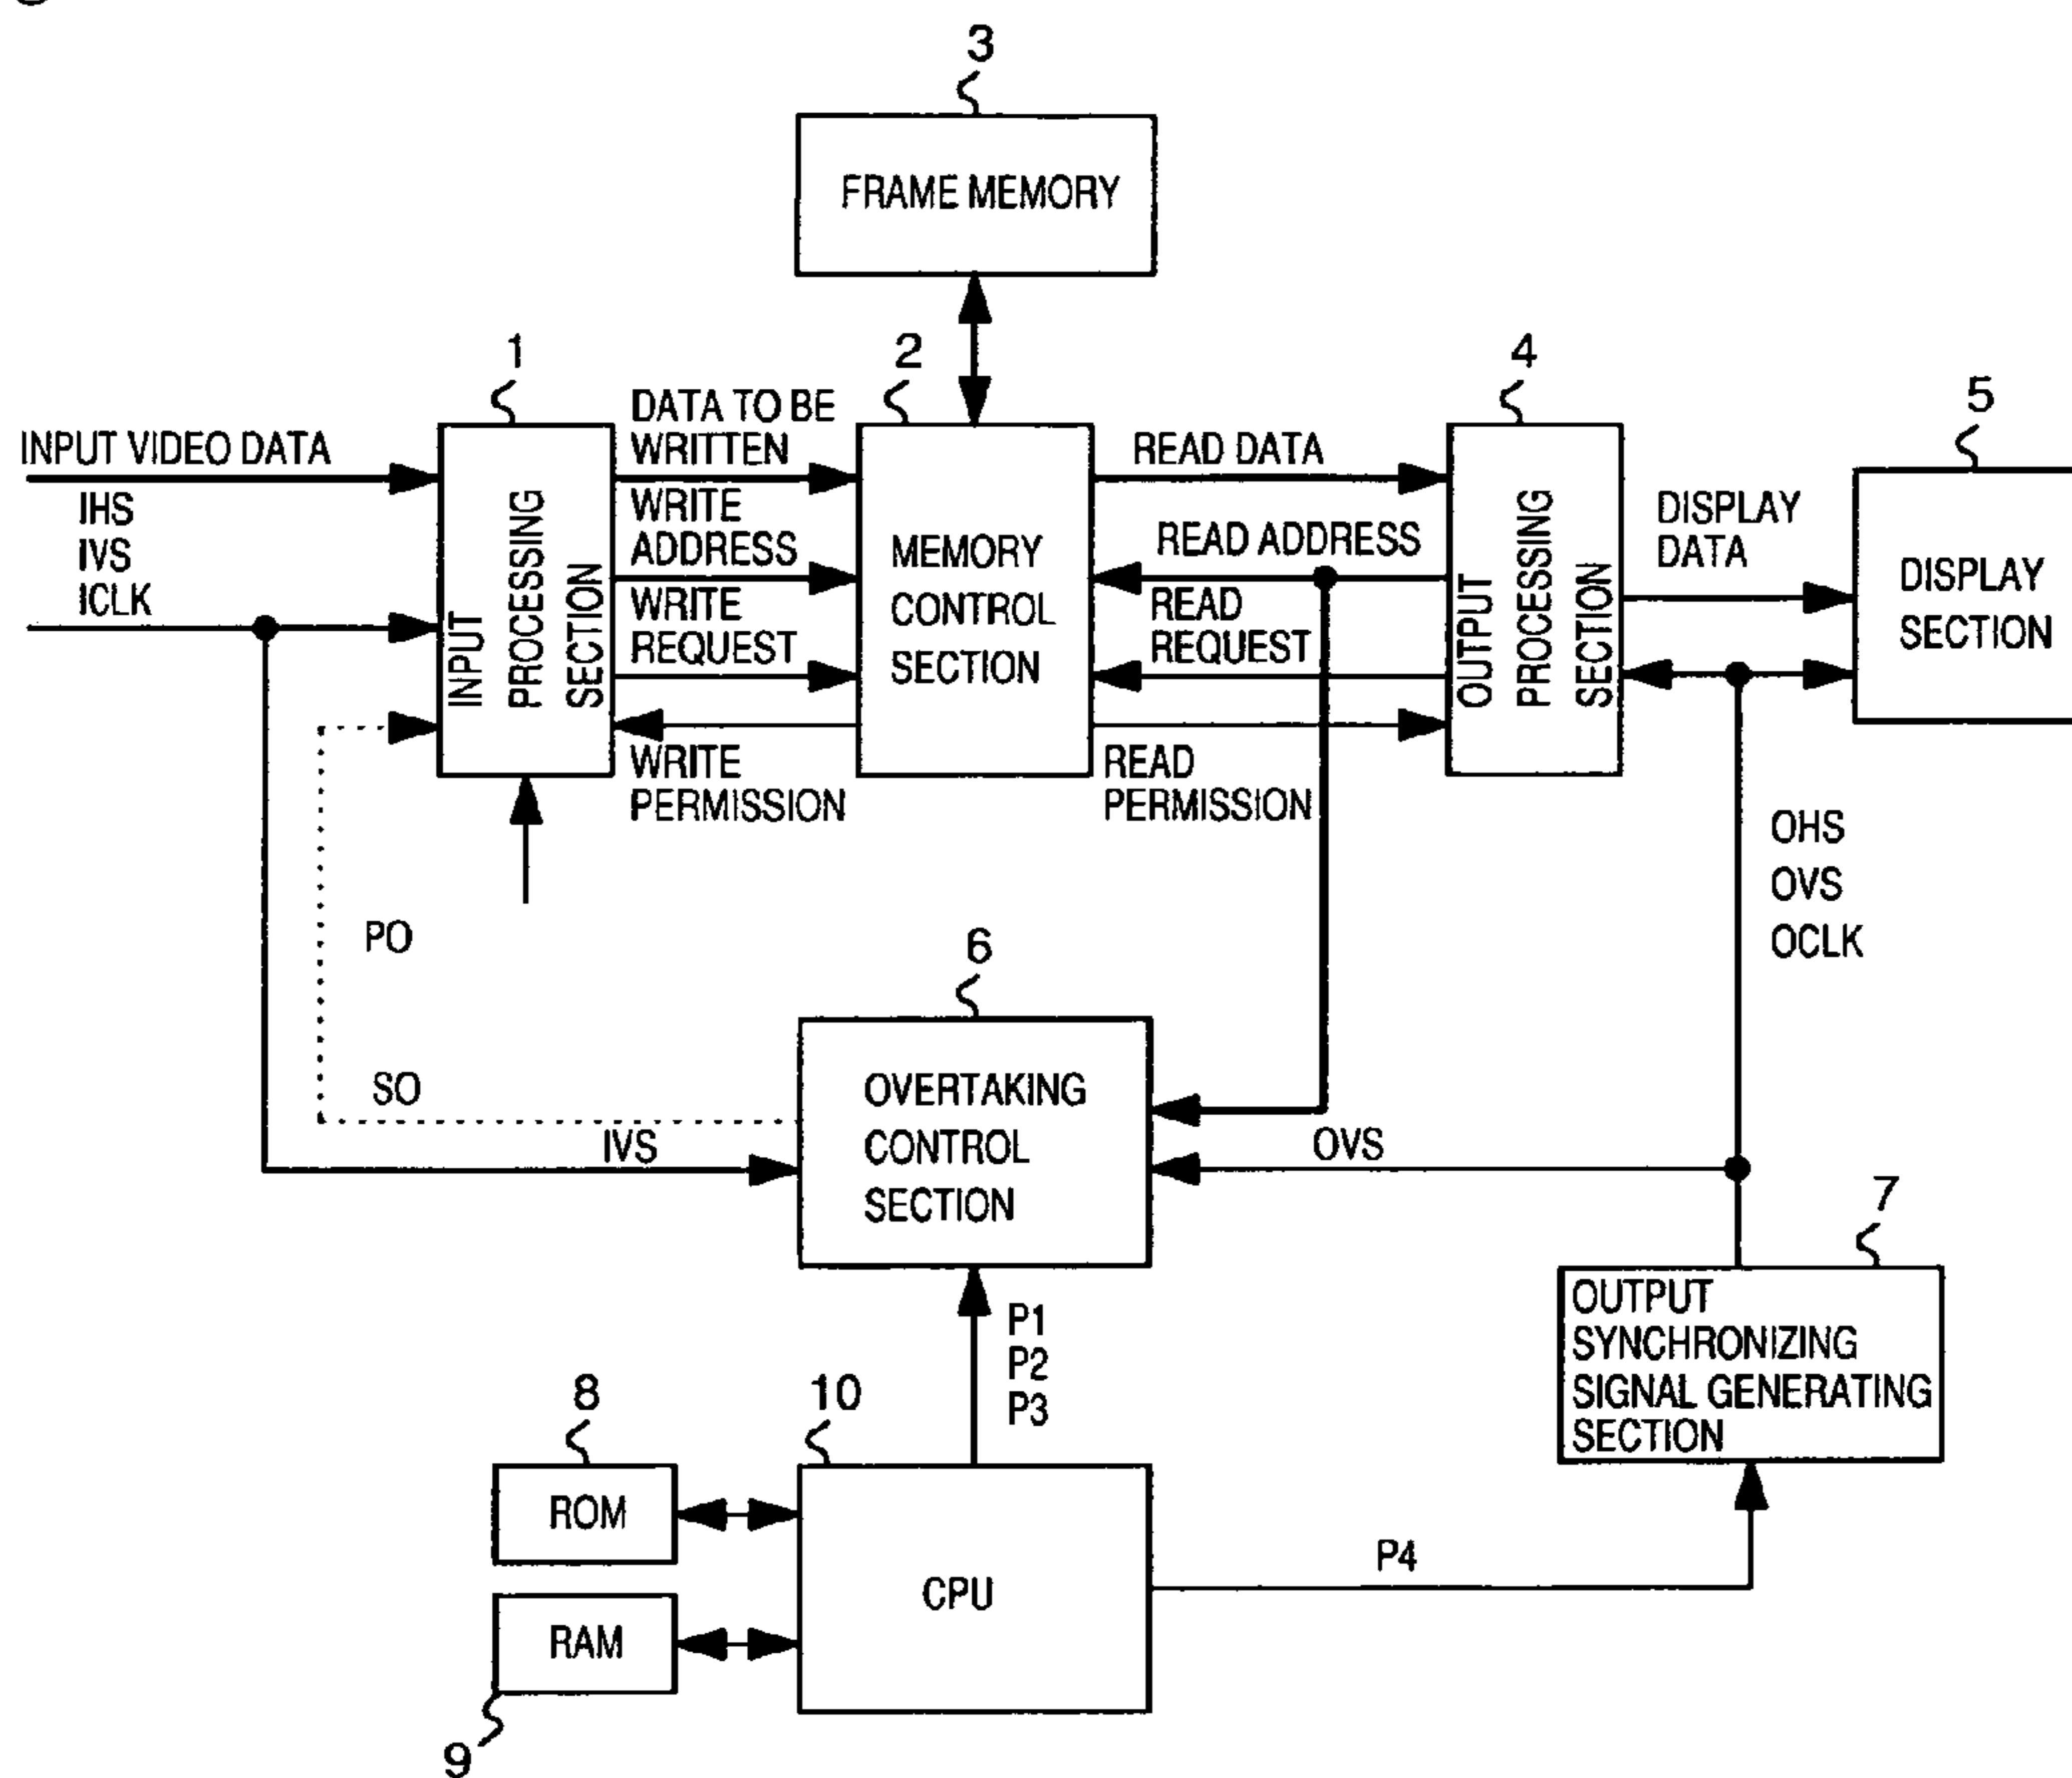 3
FRAME MEMORY
1
2
4
5
INPUT VIDEO DATA
IHS
IVS
ICLK
INPUT
PROCESSING
SECTION
DATA TO BE
WRITTEN
WRITE
ADDRESS
WRITE
REQUEST
WRITE
PERMISSION
MEMORY
CONTROL
SECTION
READ DATA
READ ADDRESS
READ
REQUEST
READ
PERMISSION
OUTPUT
PROCESSING
SECTION
DISPLAY
DATA
DISPLAY
SECTION
OHS
OVS
OCLK
PO
SO
IVS
6
OVERTAKING
CONTROL
SECTION
OVS
7
OUTPUT
SYNCHRONIZING
SIGNAL GENERATING
SECTION
P1
P2
P3
8
ROM
10
CPU
P4
RAM
9